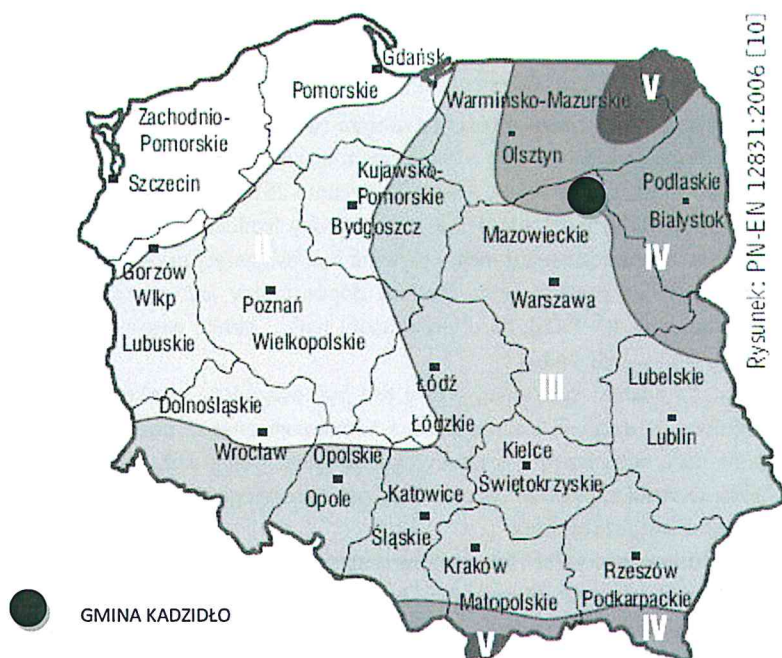 Gdańsk
Pomorskie
Warmińsko-Mazurskie
V
Zachodnio-
Pomorskie
Olsztyn
Szczecin
Kujawsko-
Pomorskie
Bydgoszcz
Podlaskie
Białystok
Mazowieckie
II
IV
Gorzów
Wlkp
Poznań
Warszawa
Lubuskie
Wielkopolskie
Łódź
III
Lubelskie
Dolnośląskie
Łódzkie
Lublin
Wrocław
Opolskie
Kielce
Opole
Katowice
Świętokrzyskie
Śląskie
Kraków
Rzeszów
Małopolskie
Podkarpackie
IV
V
GMINA KADZIDŁO
Rysunek: PN-EN 12831:2006 [10]